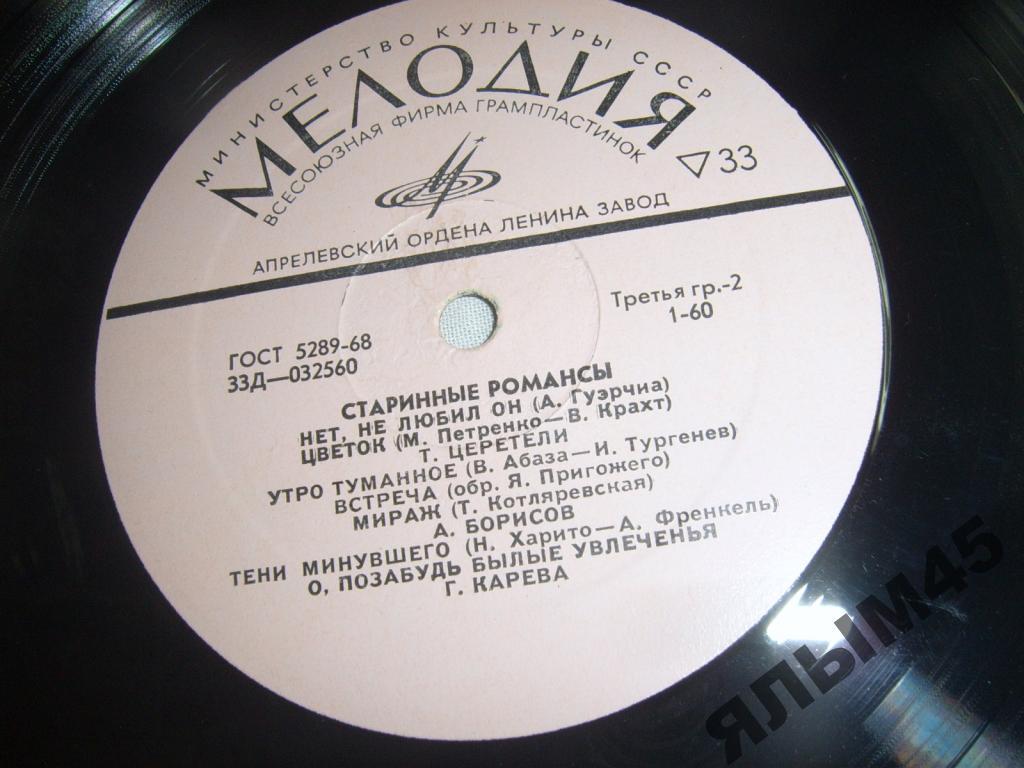 МИНИСТЕРСТВО КУЛЬТУРЫ СССР
МЕЛОДИЯ
ВСЕСОЮЗНАЯ ФИРМА ГРАМПЛАСТИНОК
33
АПРЕЛЕВСКИЙ ОРДЕНА ЛЕНИНА ЗАВОД
ГОСТ 5289-68
33Д—032560
Третья гр.-2
1-60
СТАРИННЫЕ РОМАНСЫ
НЕТ, НЕ ЛЮБИЛ ОН (А. Гуэрчиа)
ЦВЕТОК (М. Петренко—В. Крахт)
Т. ЦЕРЕТЕЛИ
УТРО ТУМАННОЕ (В. Абаза—И. Тургенев)
ВСТРЕЧА (обр. Я. Пригожего)
МИРАЖ (Т. Котляревская)
А. БОРИСОВ
ТЕНИ МИНУВШЕГО (Н. Харито—А. Френкель)
О, ПОЗАБУДЬ БЫЛЫЕ УВЛЕЧЕНЬЯ
Г. КАРЕВА
ЯЛЫМ45